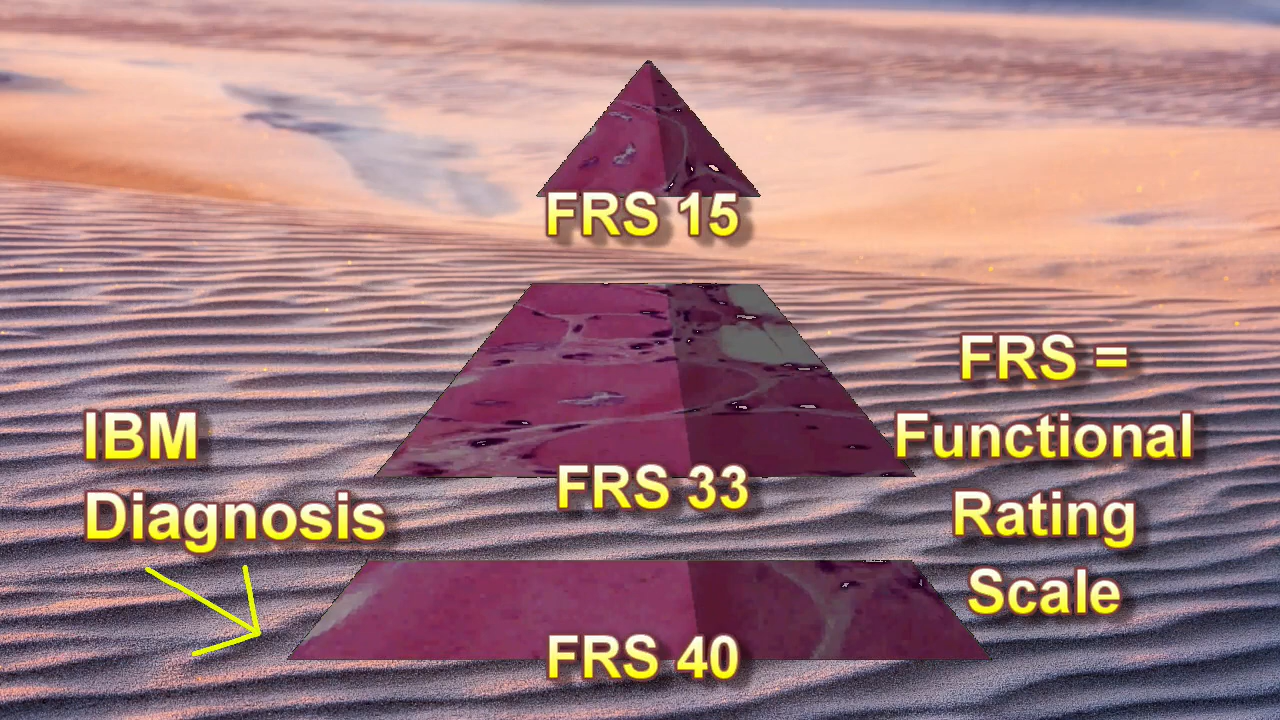 FRS 15
FRS 33
FRS 40
IBM
Diagnosis
FRS =
Functional
Rating
Scale